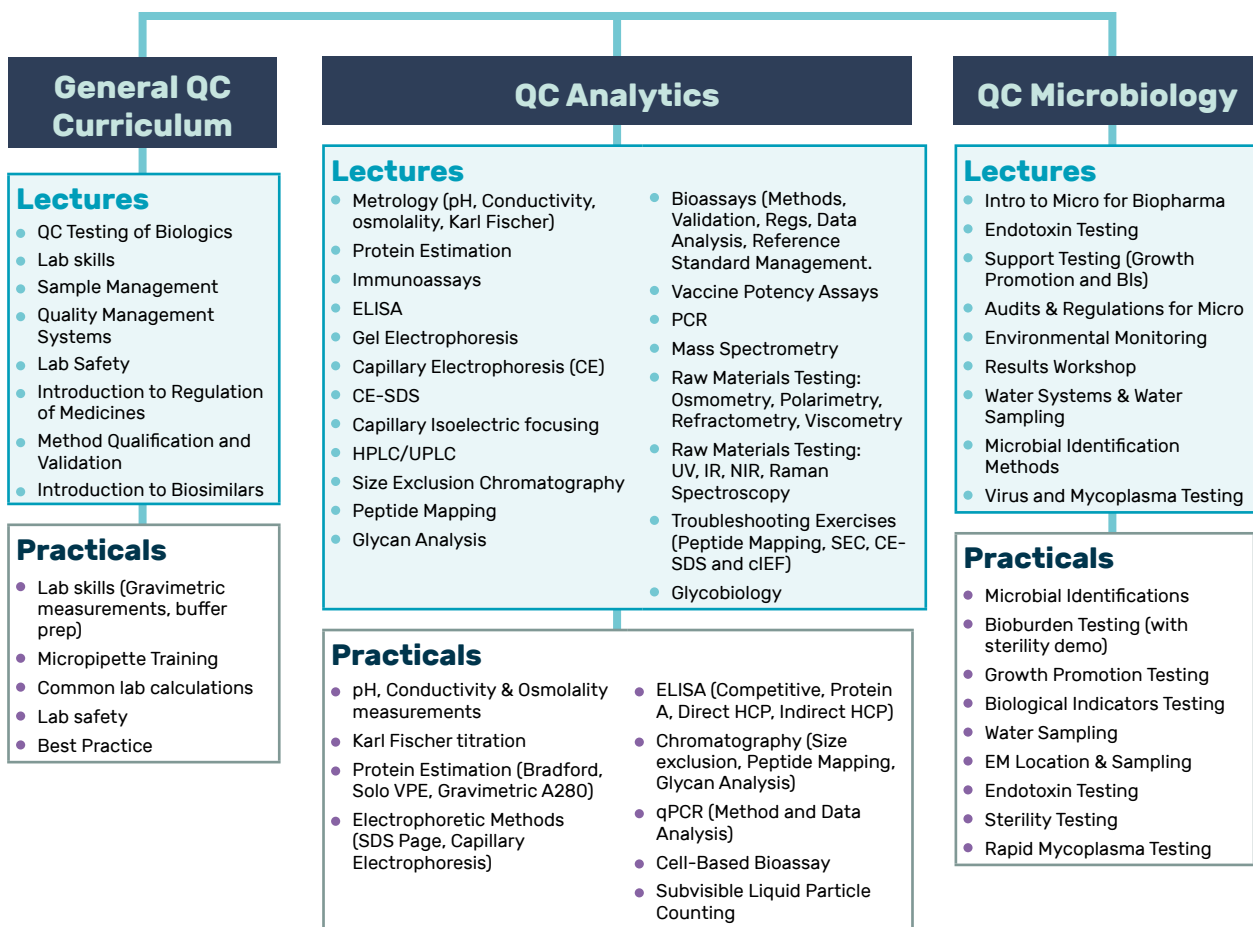 General QC
Curriculum
Lectures
QC Testing of Biologics
Lab skills
Sample Management
Quality Management
Systems
Lab Safety
Introduction to Regulation
of Medicines
Method Qualification and
Validation
Introduction to Biosimilars
Practicals
Lab skills (Gravimetric
measurements, buffer
prep)
Micropipette Training
Common lab calculations
Lab safety
Best Practice
QC Analytics
Lectures
Metrology (pH, Conductivity,
osmolality, Karl Fischer)
Protein Estimation
Immunoassays
ELISA
Gel Electrophoresis
Capillary Electrophoresis (CE)
CE-SDS
Capillary Isoelectric focusing
HPLC/UPLC
Size Exclusion Chromatography
Peptide Mapping
Glycan Analysis
Bioassays (Methods,
Validation, Regs, Data
Analysis, Reference
Standard Management.
Vaccine Potency Assays
PCR
Mass Spectrometry
Raw Materials Testing:
Osmometry, Polarimetry,
Refractometry, Viscometry
Raw Materials Testing:
UV, IR, NIR, Raman
Spectroscopy
Troubleshooting Exercises
(Peptide Mapping, SEC, CE-
SDS and cIEF)
Glycobiology
Practicals
pH, Conductivity & Osmolality
measurements
Karl Fischer titration
Protein Estimation (Bradford,
Solo VPE, Gravimetric A280)
Electrophoretic Methods
(SDS Page, Capillary
Electrophoresis)
ELISA (Competitive, Protein
A, Direct HCP, Indirect HCP)
Chromatography (Size
exclusion, Peptide Mapping,
Glycan Analysis)
qPCR (Method and Data
Analysis)
Cell-Based Bioassay
Subvisible Liquid Particle
Counting
QC Microbiology
Lectures
Intro to Micro for Biopharma
Endotoxin Testing
Support Testing (Growth
Promotion and BIs)
Audits & Regulations for Micro
Environmental Monitoring
Results Workshop
Water Systems & Water
Sampling
Microbial Identification
Methods
Virus and Mycoplasma Testing
Practicals
Microbial Identifications
Bioburden Testing (with
sterility demo)
Growth Promotion Testing
Biological Indicators Testing
Water Sampling
EM Location & Sampling
Endotoxin Testing
Sterility Testing
Rapid Mycoplasma Testing